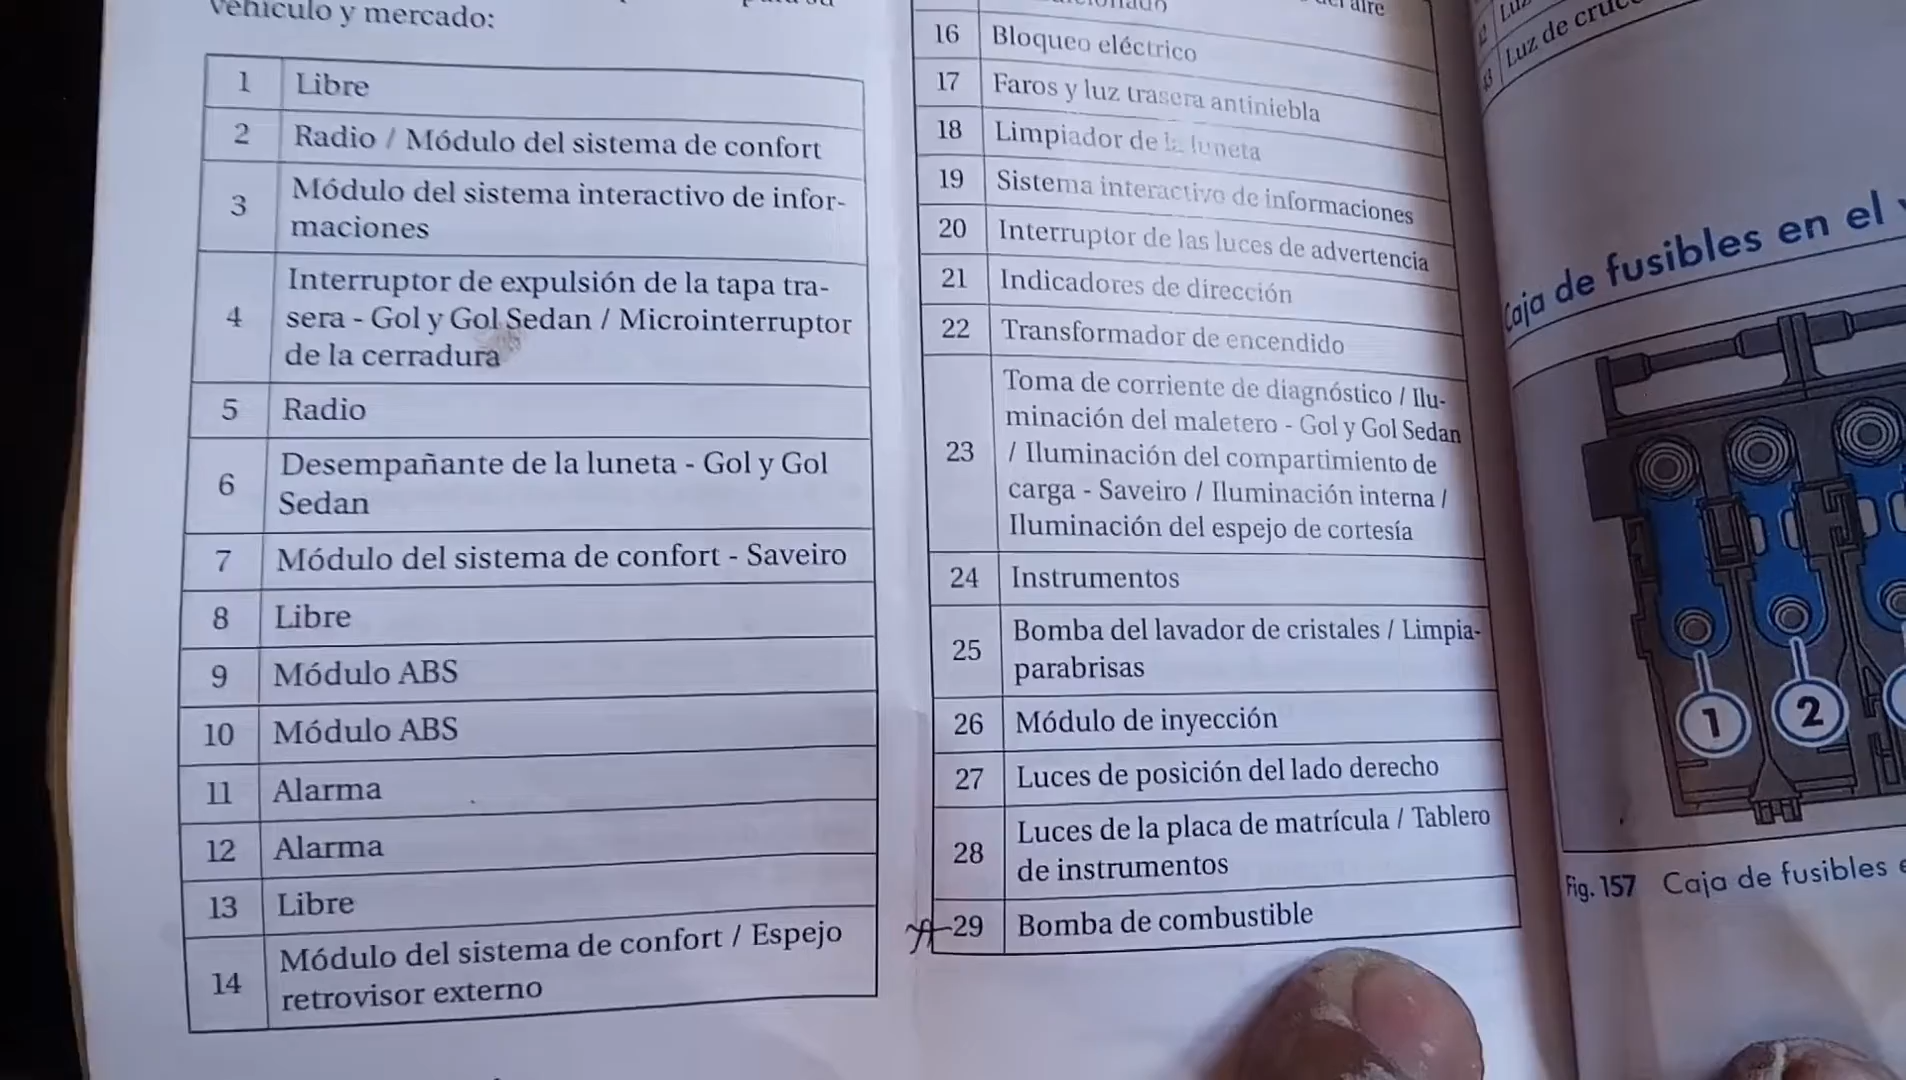 vehículo y mercado:
1 Libre
2 Radio / Módulo del sistema de confort
3 Módulo del sistema interactivo de infor-
maciones
4 Interruptor de expulsión de la tapa tra-
sera - Gol y Gol Sedan / Microinterruptor
de la cerradura
5 Radio
6 Desempañante de la luneta - Gol y Gol
Sedan
7 Módulo del sistema de confort - Saveiro
8 Libre
9 Módulo ABS
10 Módulo ABS
11 Alarma
12 Alarma
13 Libre
14 Módulo del sistema de confort / Espejo
retrovisor externo
aire
16 Bloqueo eléctrico
17 Faros y luz trasera antiniebla
18 Limpiador de la luneta
19 Sistema interactivo de informaciones
20 Interruptor de las luces de advertencia
21 Indicadores de dirección
22 Transformador de encendido
23 Toma de corriente de diagnóstico / Ilu-
minación del maletero - Gol y Gol Sedan
/ Iluminación del compartimiento de
carga - Saveiro / Iluminación interna /
Iluminación del espejo de cortesía
24 Instrumentos
25 Bomba del lavador de cristales / Limpia-
parabrisas
26 Módulo de inyección
27 Luces de posición del lado derecho
28 Luces de la placa de matrícula / Tablero
de instrumentos
29 Bomba de combustible
Luz de
Caja de fusibles en el
1 2
Fig. 157 Caja de fusibles